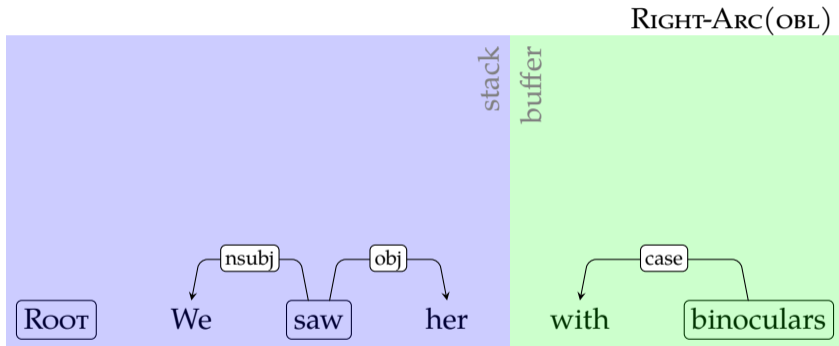 RIGHT-ARC(OBL)
stack
buffer
nsubj obj case
ROOT We saw her with binoculars